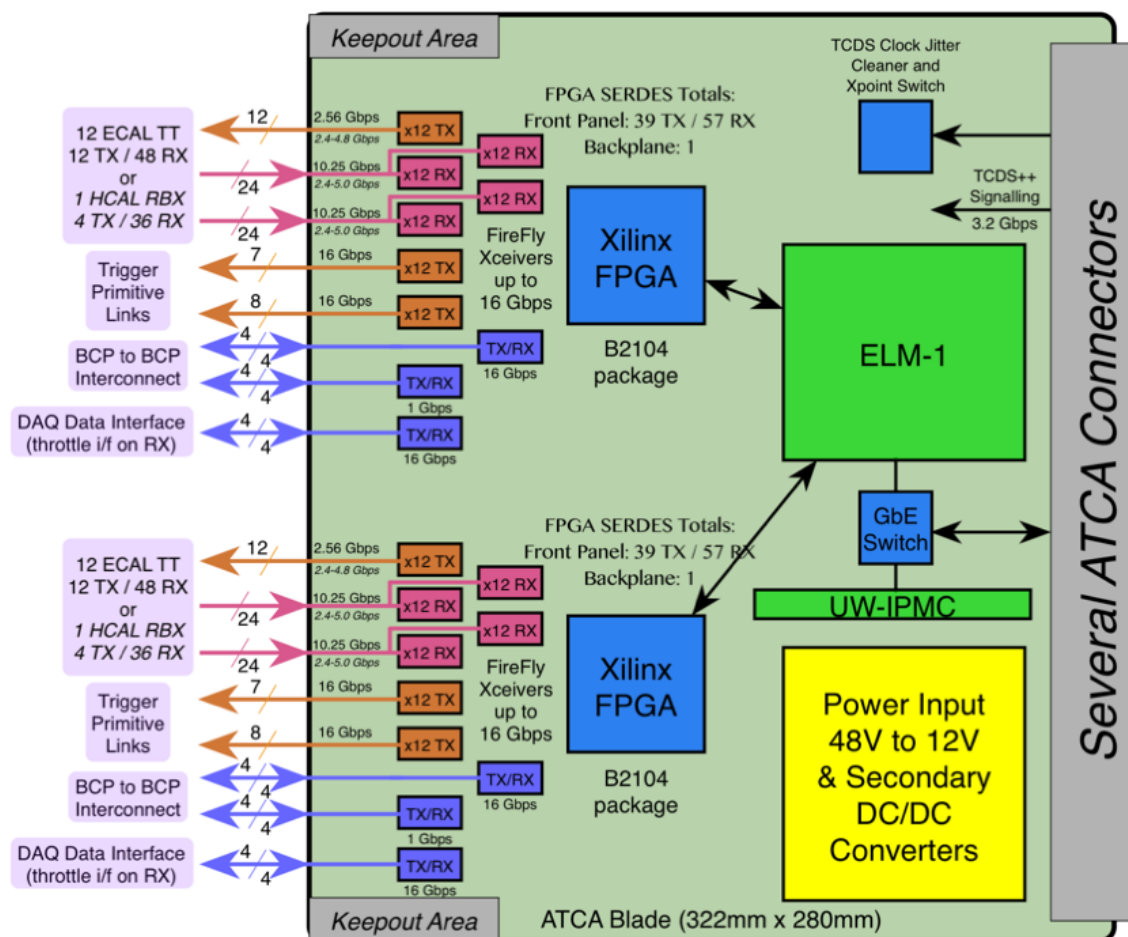 Keepout Area
TCDS Clock Jitter
Cleaner and
Xpoint Switch
FPGA SERDES Totals:
Front Panel: 39 TX / 57 RX
Backplane: 1
12 ECAL TT
12 TX / 48 RX
or
1 HCAL RBX
4 TX / 36 RX
12
2.56 Gbps
2.4-4.8 Gbps
x12 TX
x12 RX
10.25 Gbps
2.4-5.0 Gbps
x12 RX
24
x12 RX
10.25 Gbps
2.4-5.0 Gbps
x12 RX
24
TCDS++
Signalling
3.2 Gbps
Trigger
Primitive
Links
7
16 Gbps
x12 TX
8
16 Gbps
x12 TX
FireFly
Xceivers
up to
16 Gbps
Xilinx
FPGA
B2104
package
ELM-1
BCP to BCP
Interconnect
4
4
TX/RX
16 Gbps
4
4
TX/RX
1 Gbps
DAQ Data Interface
(throttle i/f on RX)
4
4
TX/RX
16 Gbps
Several ATCA Connectors
GbE
Switch
UW-IPMC
FPGA SERDES Totals:
Front Panel: 39 TX / 57 RX
Backplane: 1
12 ECAL TT
12 TX / 48 RX
or
1 HCAL RBX
4 TX / 36 RX
12
2.56 Gbps
2.4-4.8 Gbps
x12 TX
x12 RX
10.25 Gbps
2.4-5.0 Gbps
x12 RX
24
x12 RX
10.25 Gbps
2.4-5.0 Gbps
x12 RX
24
Trigger
Primitive
Links
7
16 Gbps
x12 TX
8
16 Gbps
x12 TX
FireFly
Xceivers
up to
16 Gbps
Xilinx
FPGA
B2104
package
BCP to BCP
Interconnect
4
4
TX/RX
16 Gbps
4
4
TX/RX
1 Gbps
DAQ Data Interface
(throttle i/f on RX)
4
4
TX/RX
16 Gbps
Power Input
48V to 12V
& Secondary
DC/DC
Converters
Keepout Area
ATCA Blade (322mm x 280mm)